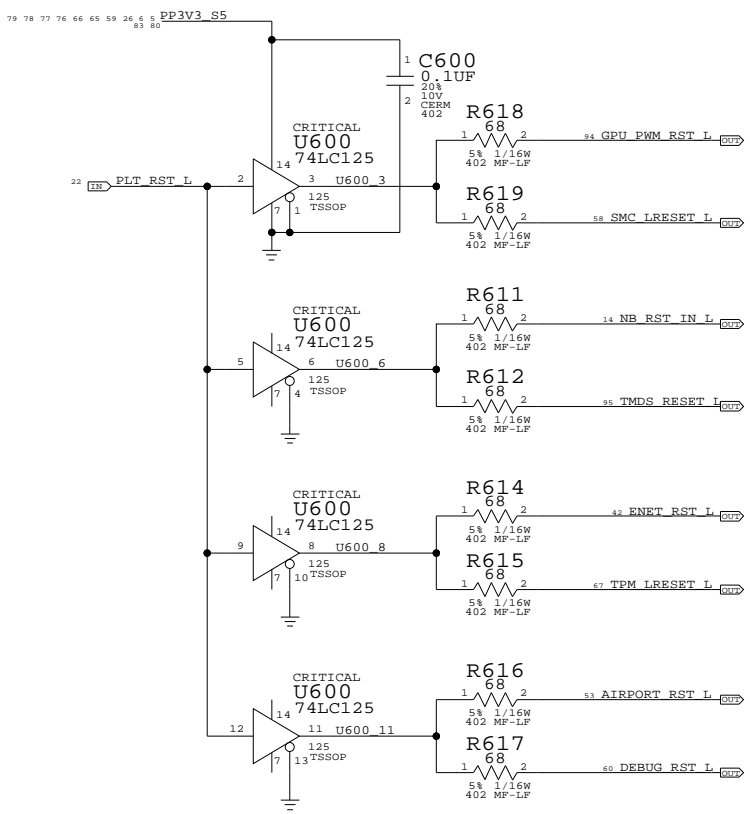 79 78 77 76 66 65 59 26 6 5 PP3V3_S5
83 80
1 C600
0.1UF
20%
10V
2 CERM
402
R618
68
1 2
5% 1/16W
402 MF-LF
94 GPU_PWM_RST_L OUT
CRITICAL
U600
74LC125
14
22 IN PLT_RST_L 2 3 U600_3
125
7 1 TSSOP
R619
68
1 2
5% 1/16W
402 MF-LF
58 SMC_LRESET_L OUT
R611
68
1 2
5% 1/16W
402 MF-LF
14 NB_RST_IN_L OUT
CRITICAL
U600
74LC125
14
5 6 U600_6
125
7 4 TSSOP
R612
68
1 2
5% 1/16W
402 MF-LF
95 TMDS_RESET_L OUT
R614
68
1 2
5% 1/16W
402 MF-LF
42 ENET_RST_L OUT
CRITICAL
U600
74LC125
14
9 8 U600_8
125
7 10 TSSOP
R615
68
1 2
5% 1/16W
402 MF-LF
67 TPM_LRESET_L OUT
R616
68
1 2
5% 1/16W
402 MF-LF
53 AIRPORT_RST_L OUT
CRITICAL
U600
74LC125
14
12 11 U600_11
125
7 13 TSSOP
R617
68
1 2
5% 1/16W
402 MF-LF
60 DEBUG_RST_L OUT